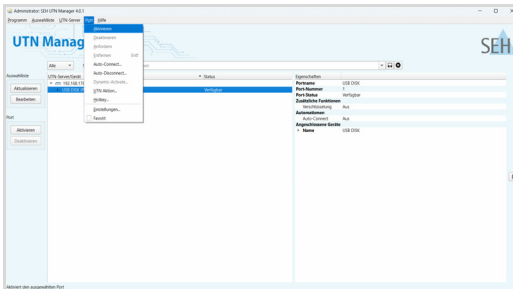 Administrator: SEH UTN Manager 4.0.1
Programm Auswahlliste UTN-Server Port Hilfe
UTN Manag
SEH
Alle
Auswahlliste
Aktualisieren
Bearbeiten
Port
Aktivieren
Deaktivieren
UTN-Server/Gerät
Status
Verfügbar
Aktivieren
Deaktivieren
Anfordern
Entfernen Entf
Auto-Connect...
Auto-Disconnect...
Dynamic-Activate...
UTN Aktion...
Hotkey...
Einstellungen...
Favorit
Eigenschaften
Portname USB DISK
Port-Nummer 1
Port-Status Verfügbar
Zusätzliche Funktionen
Verschlüsselung Aus
Automatismen
Auto-Connect Aus
Angeschlossene Geräte
Name USB DISK
Aktiviert den ausgewählten Port